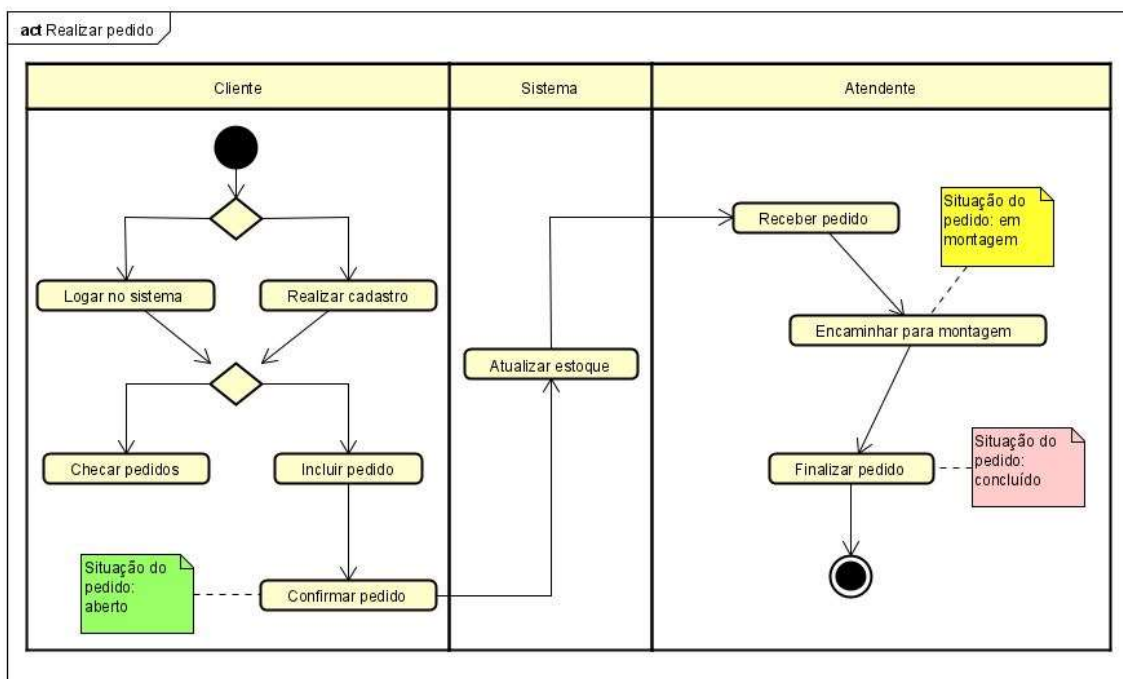 act Realizar pedido
Cliente
Sistema
Atendente
Logar no sistema
Realizar cadastro
Checar pedidos
Incluir pedido
Situação do
pedido:
aberto
Confirmar pedido
Atualizar estoque
Receber pedido
Situação do
pedido: em
montagem
Encaminhar para montagem
Finalizar pedido
Situação do
pedido:
concluído